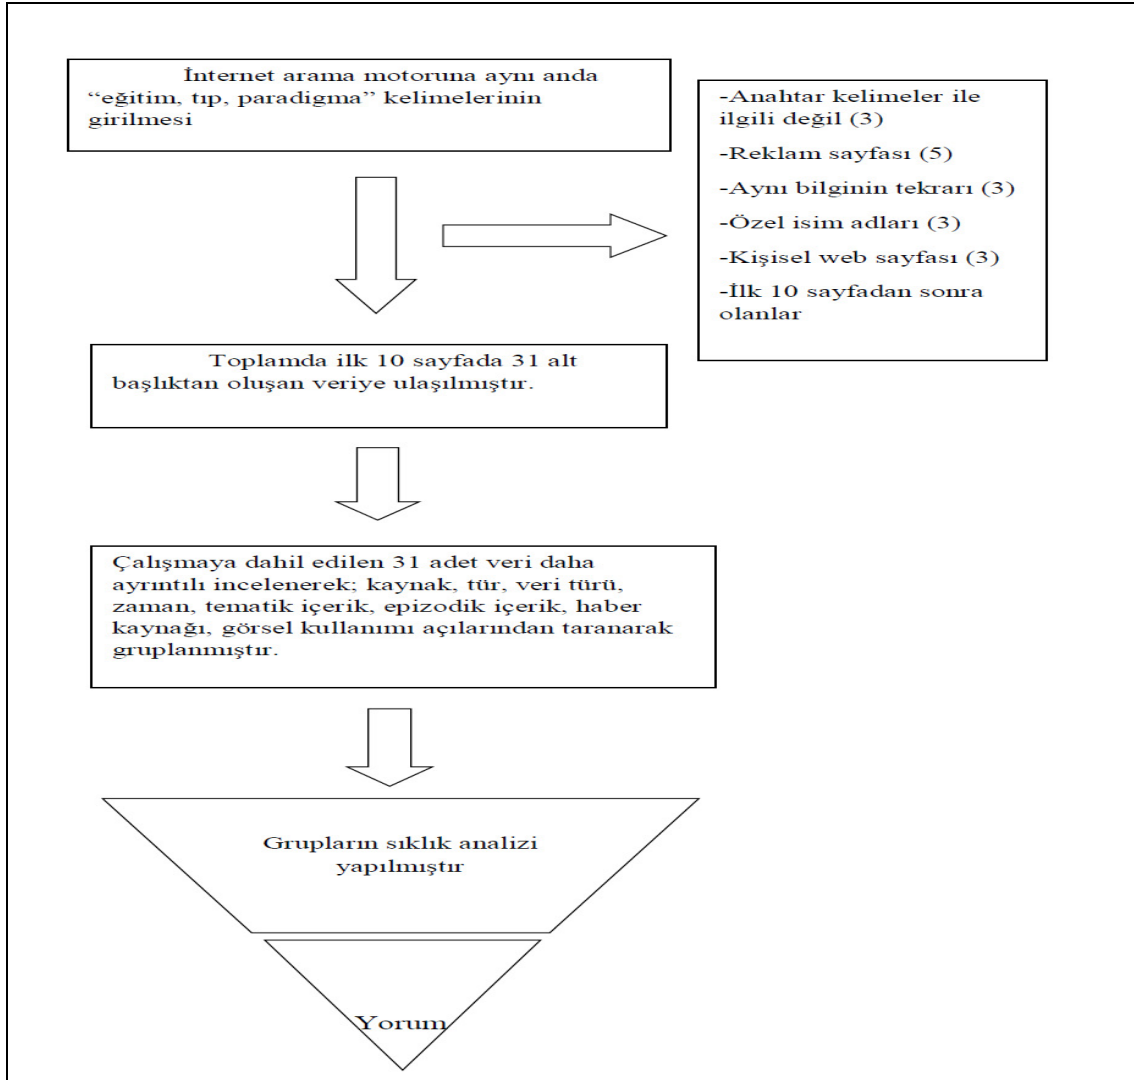 İnternet arama motoruna aynı anda
“eğitim, tıp, paradigma” kelimelerinin
girilmesi
-Anahtar kelimeler ile
ilgili değil (3)
-Reklam sayfası (5)
-Aynı bilginin tekrarı (3)
-Özel isim adları (3)
-Kişisel web sayfası (3)
-İlk 10 sayfadan sonra
olanlar
Toplamda ilk 10 sayfada 31 alt
başlıktan oluşan veriye ulaşılmıştır.
Çalışmaya dahil edilen 31 adet veri daha
ayrıntılı incelenerek; kaynak, tür, veri türü,
zaman, tematik içerik, epizodik içerik, haber
kaynağı, görsel kullanımı açılarından taranarak
gruplanmıştır.
Grupların sıklık analizi
yapılmıştır
Yorum